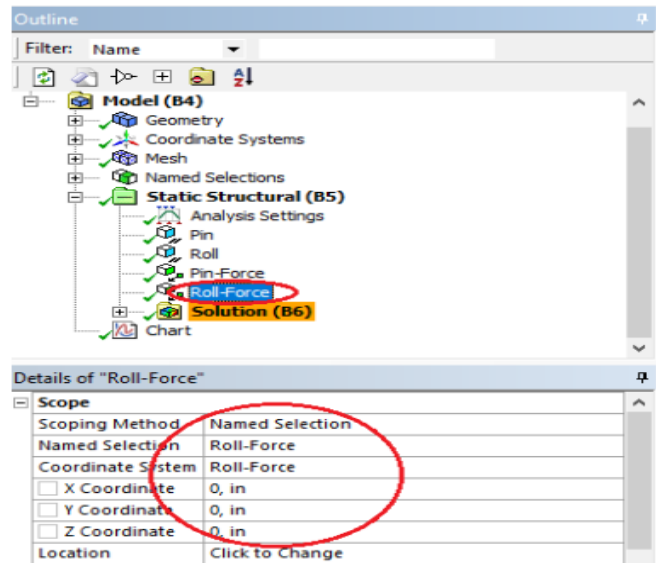 Outline
Filter: Name
Model (B4)
Geometry
Coordinate Systems
Mesh
Named Selections
Static Structural (B5)
Analysis Settings
Pin
Roll
Pin-Force
Roll-Force
Solution (B6)
Chart
Details of "Roll-Force"
Scope
Scoping Method Named Selection
Named Selection Roll-Force
Coordinate System Roll-Force
X Coordinate 0, in
Y Coordinate 0, in
Z Coordinate 0, in
Location Click to Change